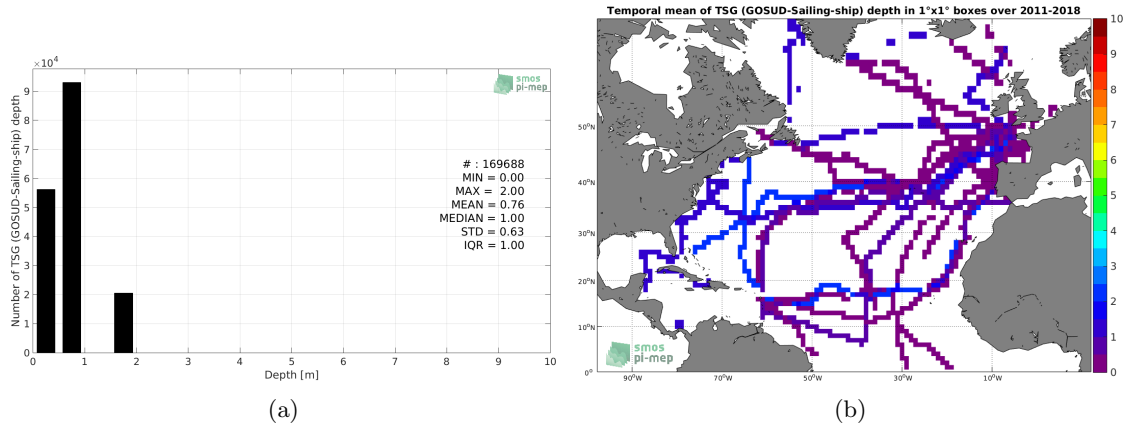 ×10⁴
9
8
7
6
5
4
3
2
1
0
Number of TSG (GOSUD-Sailing-ship) depth
smos
pi-mep
# : 169688
MIN = 0.00
MAX = 2.00
MEAN = 0.76
MEDIAN = 1.00
STD = 0.63
IQR = 1.00
0 1 2 3 4 5 6 7 8 9 10
Depth [m]
(a)
Temporal mean of TSG (GOSUD-Sailing-ship) depth in 1°x1° boxes over 2011-2018
50°N
40°N
30°N
20°N
10°N
0°
90°W 70°W 50°W 30°W 10°W
smos
pi-mep
10
9
8
7
6
5
4
3
2
1
0
(b)